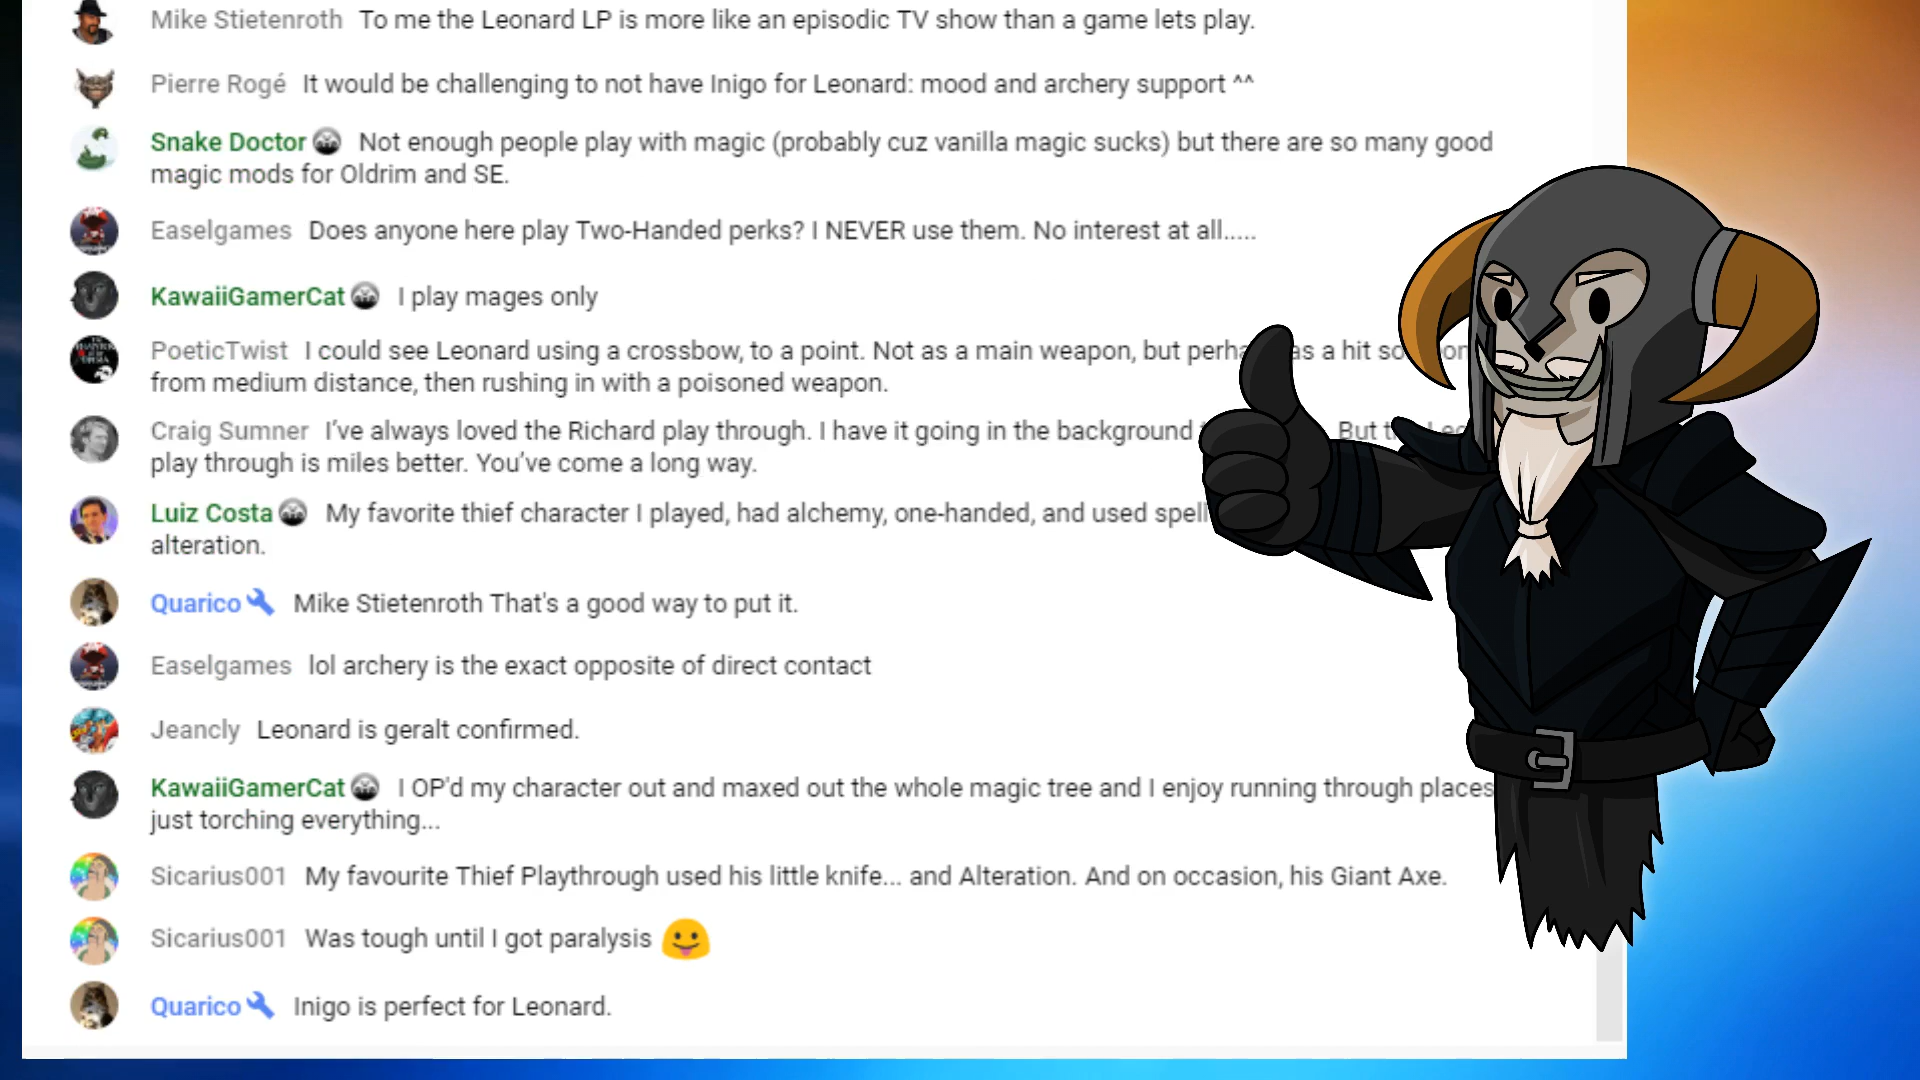 Mike Stietenroth To me the Leonard LP is more like an episodic TV show than a game lets play.
Pierre Rogé It would be challenging to not have Inigo for Leonard: mood and archery support ^^
Snake Doctor Not enough people play with magic (probably cuz vanilla magic sucks) but there are so many good
magic mods for Oldrim and SE.
Easelgames Does anyone here play Two-Handed perks? I NEVER use them. No interest at all.....
KawaiiGamerCat I play mages only
PoeticTwist I could see Leonard using a crossbow, to a point. Not as a main weapon, but as a hit
from medium distance, then rushing in with a poisoned weapon.
Craig Sumner I've always loved the Richard play through. I have it going in the background But
play through is miles better. You've come a long way.
Luiz Costa My favorite thief character I played, had alchemy, one-handed, and used
alteration.
Quarico Mike Stietenroth That's a good way to put it.
Easelgames lol archery is the exact opposite of direct contact
Jeancly Leonard is geralt confirmed.
KawaiiGamerCat I OP'd my character out and maxed out the whole magic tree and I enjoy running through places
just torching everything...
Sicarius001 My favourite Thief Playthrough used his little knife... and Alteration. And on occasion, his Giant Axe.
Sicarius001 Was tough until I got paralysis 😛
Quarico Inigo is perfect for Leonard.